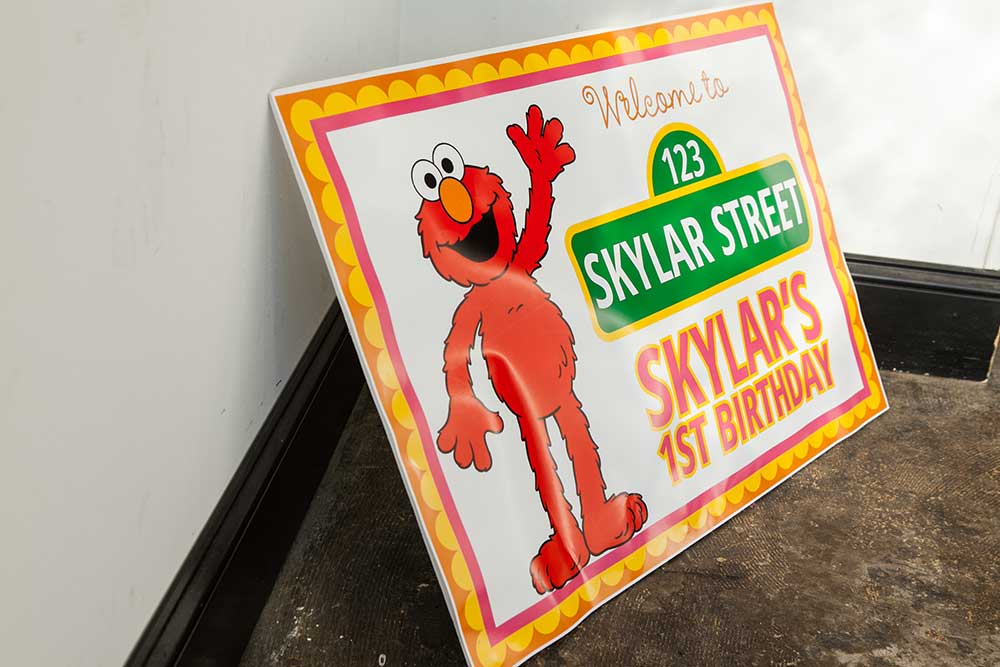 Welcome to
123
SKYLAR STREET
SKYLAR'S
1ST BIRTHDAY